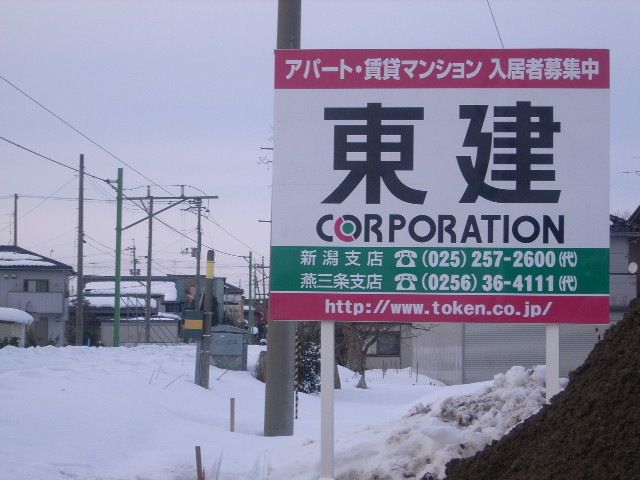 アパート・賃貸マンション 入居者募集中
東建
CORPORATION
新潟支店 ☎ (025) 257-2600 (代)
燕三条支店 ☎ (0256) 36-4111 (代)
http://www.token.co.jp/